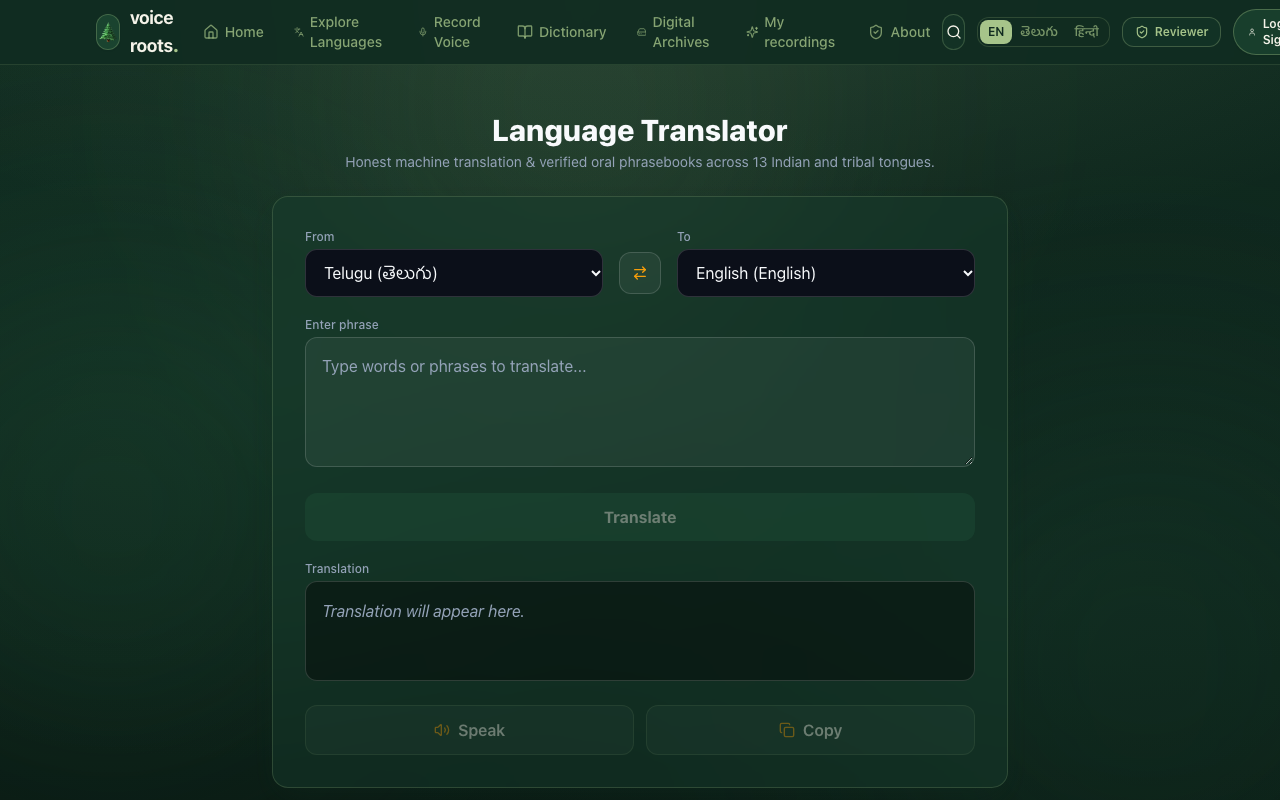 voice
roots.
Home
Explore
Languages
Record
Voice
Dictionary
Digital
Archives
My
recordings
About
EN
తెలుగు
हिन्दी
Reviewer
Language Translator
Honest machine translation & verified oral phrasebooks across 13 Indian and tribal tongues.
From
To
Telugu (తెలుగు)
English (English)
Enter phrase
Type words or phrases to translate...
Translate
Translation
Translation will appear here.
Speak
Copy